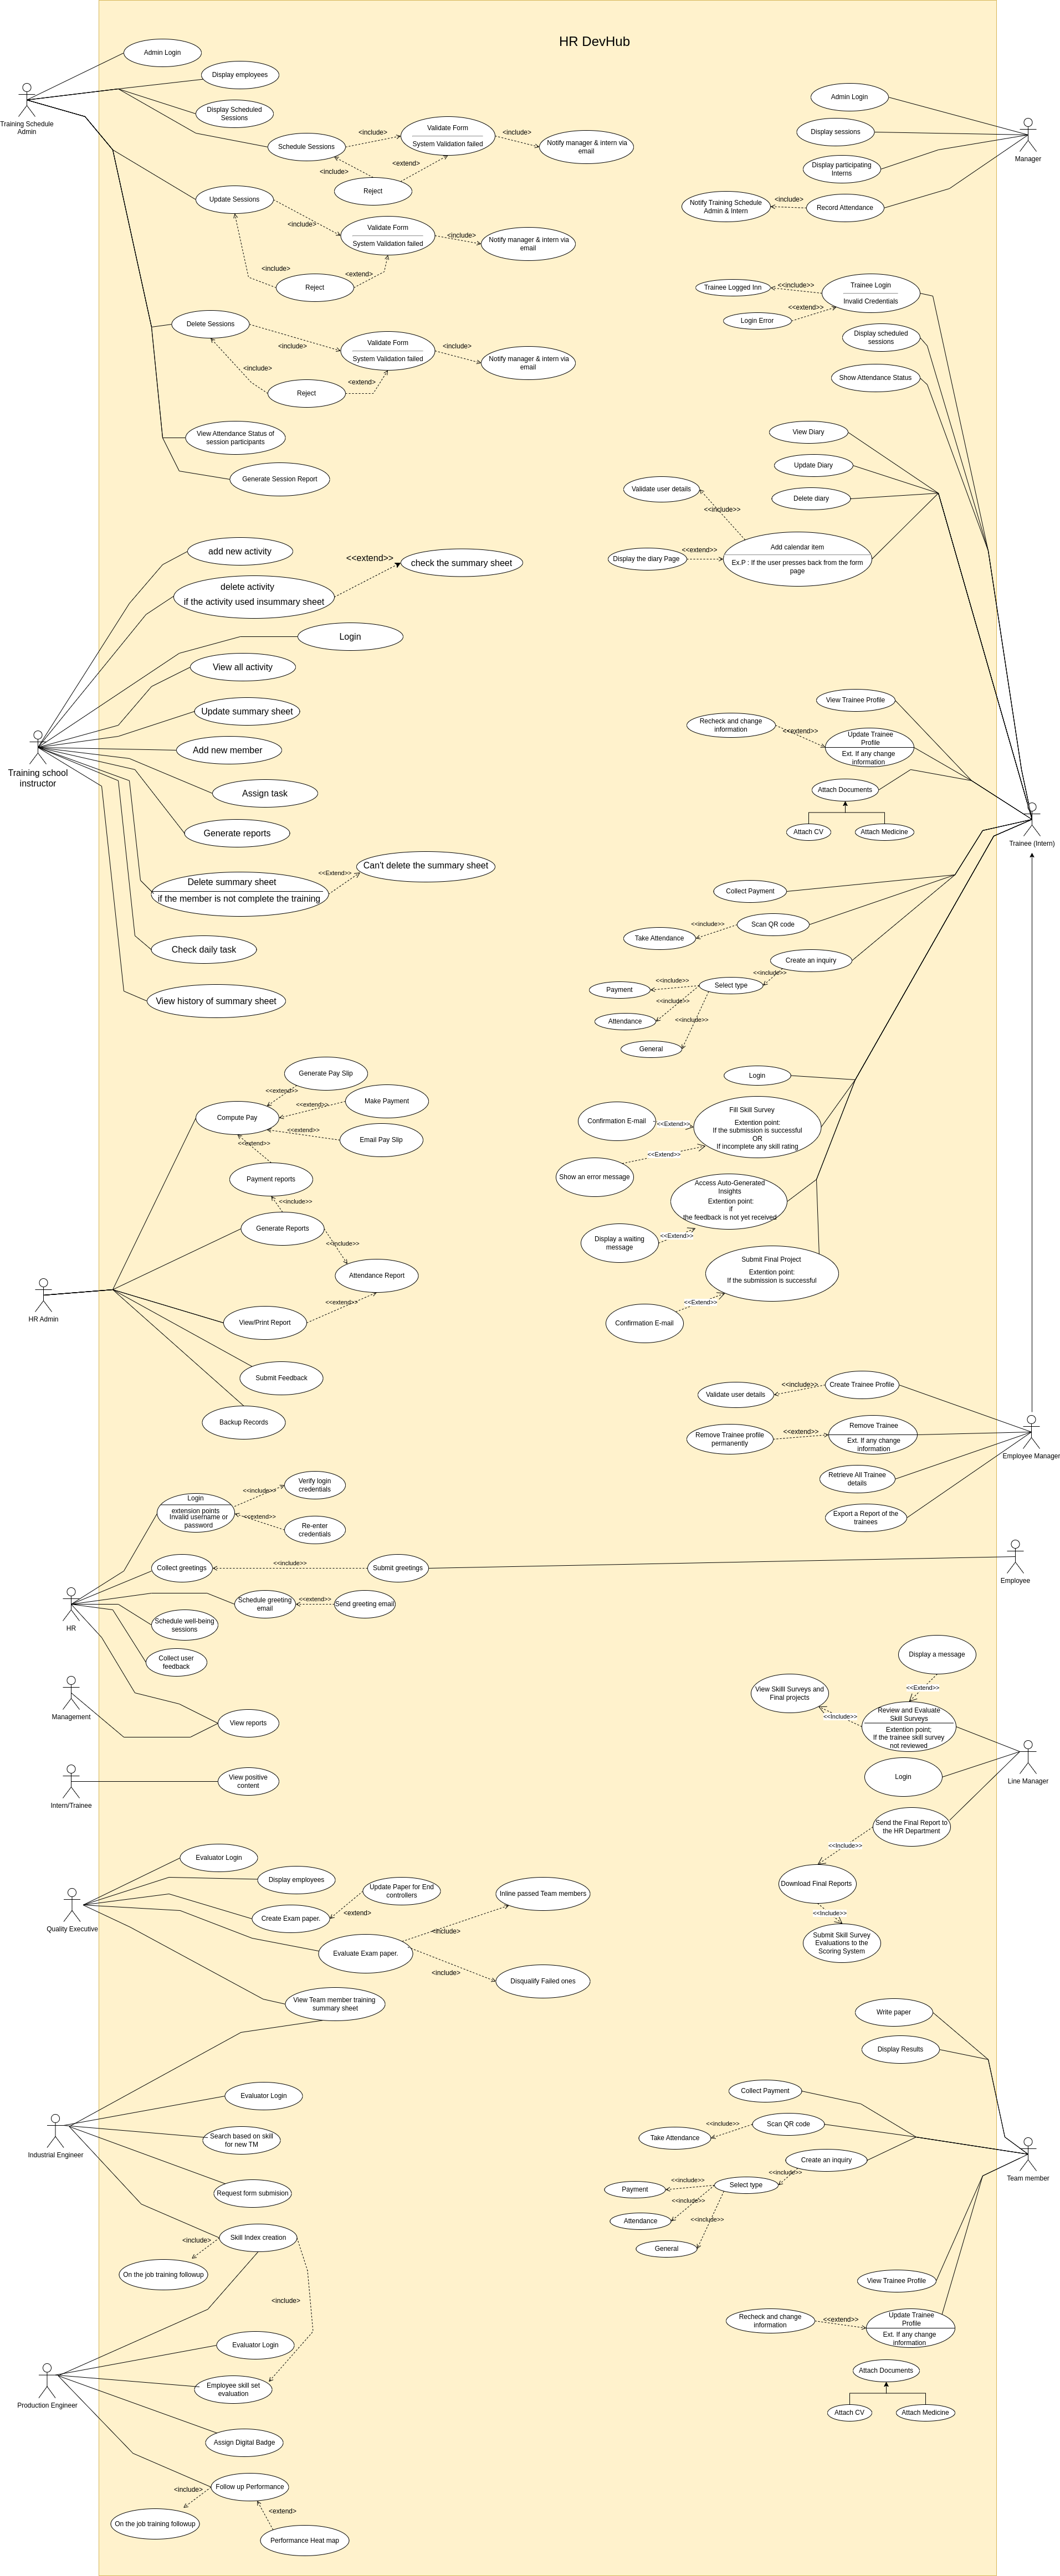 HR DevHub
Training Schedule
Admin
Admin Login
Display employees
Display Scheduled
Sessions
Schedule Sessions
<include>
Validate Form
System Validation failed
<include>
Notify manager & intern via
email
<extend>
<include>
Reject
Update Sessions
<include>
Validate Form
System Validation failed
<include>
Notify manager & intern via
email
<include>
<extend>
Reject
Delete Sessions
<include>
Validate Form
System Validation failed
<include>
Notify manager & intern via
email
<include>
<extend>
Reject
View Attendance Status of
session participants
Generate Session Report
Manager
Admin Login
Display sessions
Display participating
Interns
Record Attendance
<include>
Notify Training Schedule
Admin & Intern
Trainee Logged Inn
<<include>>
Trainee Login
Invalid Credentials
<<extend>>
Login Error
Display scheduled
sessions
Show Attendance Status
View Diary
Update Diary
Delete diary
Validate user details
<<include>>
Add calendar item
Ex.P : If the user presses back from the form
page
<<extend>>
Display the diary Page
Training school
instructor
add new activity
delete activity
if the activity used insummary sheet
<<extend>>
check the summary sheet
Login
View all activity
Update summary sheet
Add new member
Assign task
Generate reports
Delete summary sheet
if the member is not complete the training
<<Extend>>
Can't delete the summary sheet
Check daily task
View history of summary sheet
Trainee (Intern)
View Trainee Profile
Recheck and change
information
<<extend>>
Update Trainee
Profile
Ext. If any change
information
Attach Documents
Attach CV
Attach Medicine
Collect Payment
Scan QR code
<<include>>
Take Attendance
Create an inquiry
<<include>>
Select type
<<include>>
Payment
<<include>>
Attendance
<<include>>
General
Login
Confirmation E-mail
<<Extend>>
Fill Skill Survey
Extention point:
If the submission is successful
OR
If incomplete any skill rating
<<Extend>>
Show an error message
Access Auto-Generated
Insights
Extention point:
if
the feedback is not yet received
<<Extend>>
Display a waiting
message
Submit Final Project
Extention point:
If the submission is successful
<<Extend>>
Confirmation E-mail
HR Admin
Generate Pay Slip
<<extend>>
Compute Pay
<<extend>>
Make Payment
<<extend>>
Email Pay Slip
<<extend>>
Payment reports
<<include>>
Generate Reports
<<include>>
Attendance Report
<<extend>>
View/Print Report
Submit Feedback
Backup Records
Employee Manager
Create Trainee Profile
<<include>>
Validate user details
Remove Trainee profile
permanently
<<extend>>
Remove Trainee
Ext. If any change
information
Retrieve All Trainee
details
Export a Report of the
trainees
HR
Login
extension points
Invalid username or
password
<<include>>
Verify login
credentials
<<extend>>
Re-enter
credentials
Collect greetings
<<include>>
Submit greetings
Employee
Schedule greeting
email
<<extend>>
Send greeting email
Schedule well-being
sessions
Collect user
feedback
Management
View reports
Intern/Trainee
View positive
content
Line Manager
Display a message
<<Extend>>
View Skilll Surveys and
Final projects
<<Include>>
Review and Evaluate
Skill Surveys
Extention point;
If the trainee skill survey
not reviewed
Login
Send the Final Report to
the HR Department
<<Include>>
Download Final Reports
<<Include>>
Submit Skill Survey
Evaluations to the
Scoring System
Quality Executive
Evaluator Login
Display employees
Create Exam paper.
Update Paper for End
controllers
<extend>
Evaluate Exam paper.
<include>
Inline passed Team members
<include>
Disqualify Failed ones
View Team member training
summary sheet
Industrial Engineer
Evaluator Login
Search based on skill
for new TM
Request form submision
Skill Index creation
<include>
On the job training followup
<include>
Production Engineer
Evaluator Login
Employee skill set
evaluation
Assign Digital Badge
Follow up Performance
<include>
On the job training followup
<extend>
Performance Heat map
Team member
Write paper
Display Results
Collect Payment
Scan QR code
<<include>>
Take Attendance
Create an inquiry
<<include>>
Select type
<<include>>
Payment
<<include>>
Attendance
<<include>>
General
View Trainee Profile
Recheck and change
information
<<extend>>
Update Trainee
Profile
Ext. If any change
information
Attach Documents
Attach CV
Attach Medicine